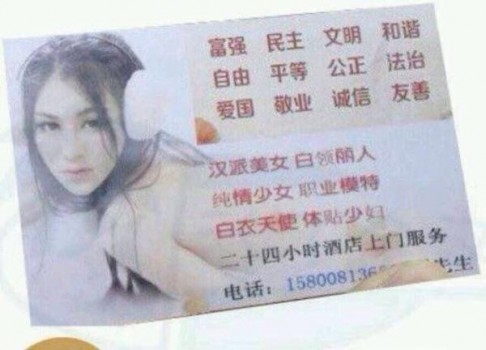 富强 民主 文明 和谐
自由 平等 公正 法治
爱国 敬业 诚信 友善
汉派美女 白领丽人
纯情少女 职业模特
白衣天使 体贴少妇
二十四小时酒店上门服务
电话：158008136 先生